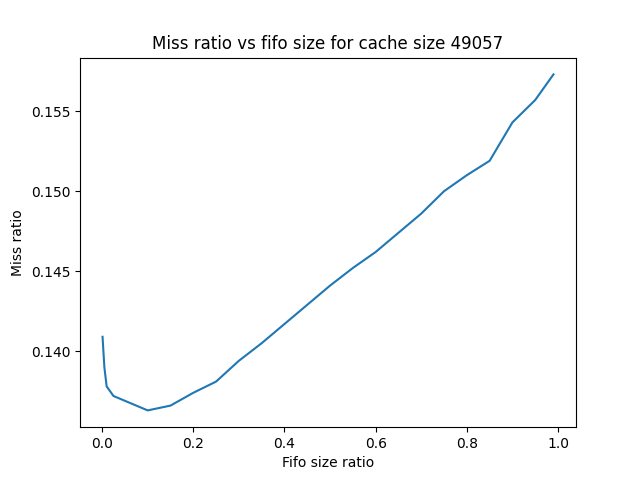 Miss ratio vs fifo size for cache size 49057
0.155
0.150
0.145
0.140
Miss ratio
0.0 0.2 0.4 0.6 0.8 1.0
Fifo size ratio